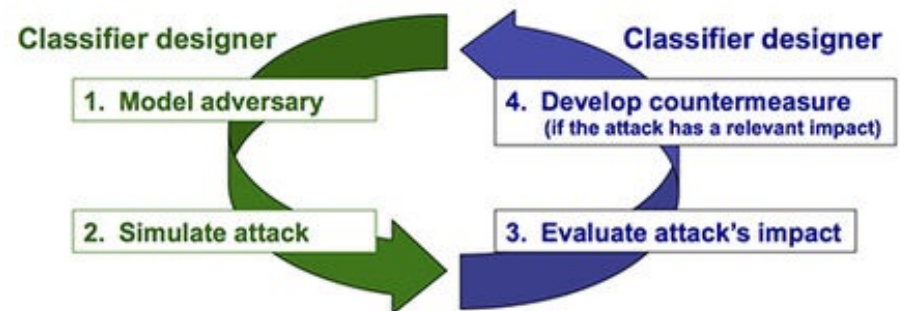 Classifier designer
1. Model adversary
2. Simulate attack
Classifier designer
4. Develop countermeasure
(if the attack has a relevant impact)
3. Evaluate attack's impact